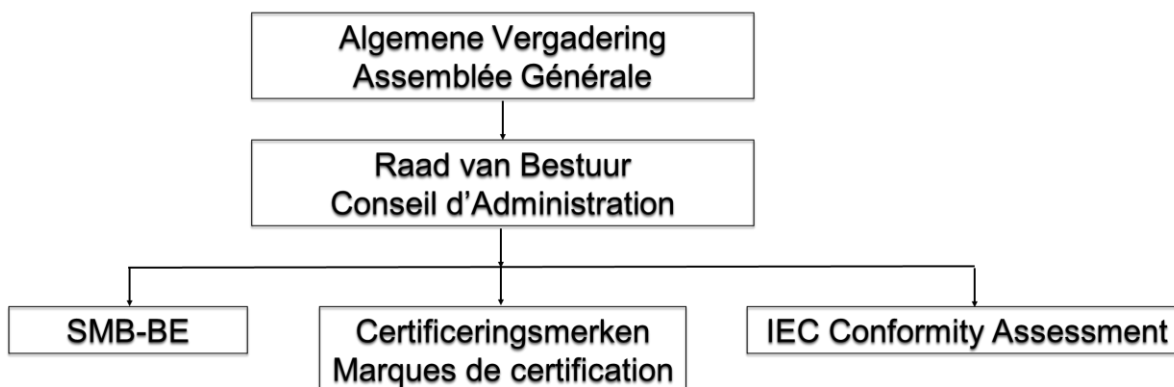 Algemene Vergadering
Assemblée Générale
Raad van Bestuur
Conseil d’Administration
SMB-BE
Certificeringsmerken
Marques de certification
IEC Conformity Assessment